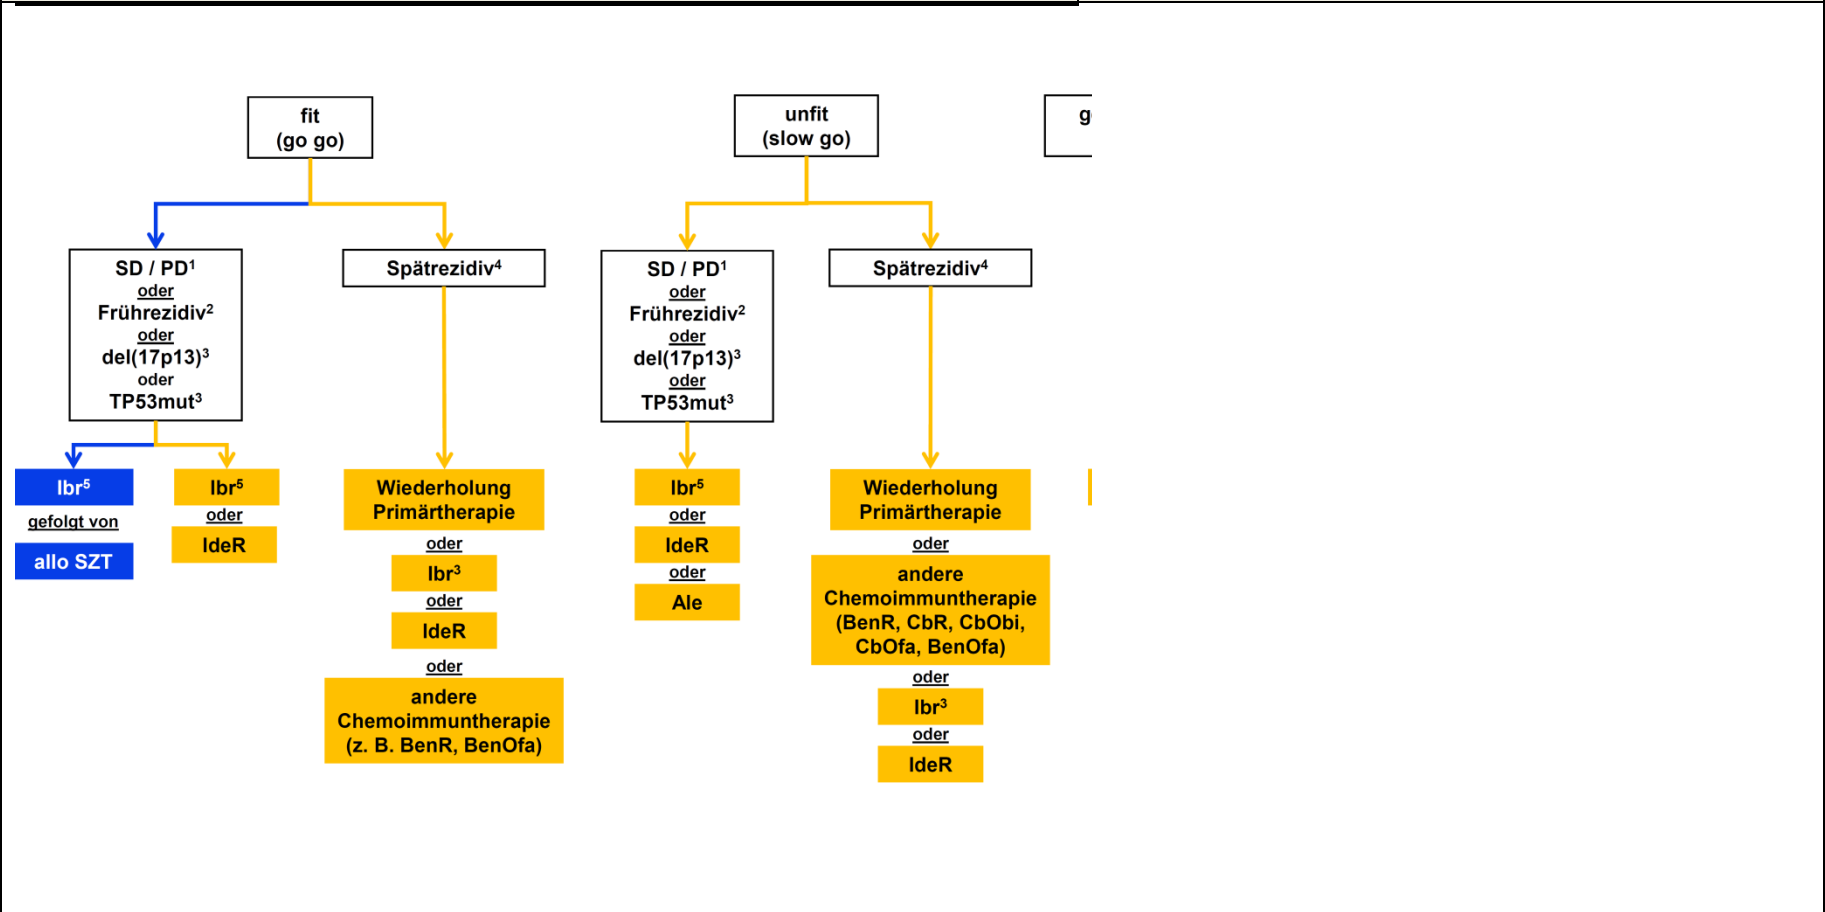 fit
(go go)
SD / PD¹
oder
Frührezidiv²
oder
del(17p13)³
oder
TP53mut³
Ibr⁵
gefolgt von
allo SZT
Ibr⁵
oder
IdeR
Spätrezidiv⁴
Wiederholung
Primärtherapie
oder
Ibr³
oder
IdeR
oder
andere
Chemoimmuntherapie
(z. B. BenR, BenOfa)
unfit
(slow go)
SD / PD¹
oder
Frührezidiv²
oder
del(17p13)³
oder
TP53mut³
Ibr⁵
oder
IdeR
oder
Ale
Spätrezidiv⁴
Wiederholung
Primärtherapie
oder
andere
Chemoimmuntherapie
(BenR, CbR, CbObi,
CbOfa, BenOfa)
oder
Ibr³
oder
IdeR